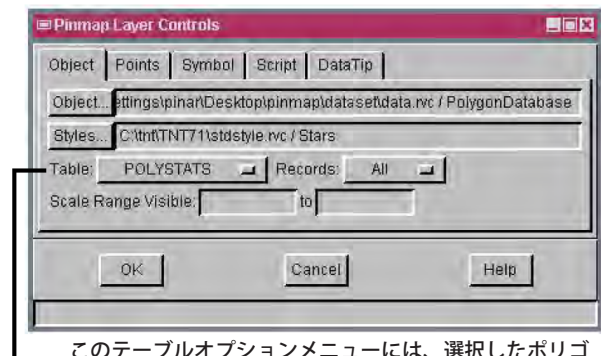 Pinmap Layer Controls
Object Points Symbol Script DataTip
Object... ettings\pinar\Desktop\pinmap\dataset\data.rvc / PolygonDatabase
Styles... C:\tnt\TNT71\stdstyle.rvc / Stars
Table: POLYSTATS Records: All
Scale Range Visible: to
OK Cancel Help
このテーブルオプションメニューには、選択したポリゴ